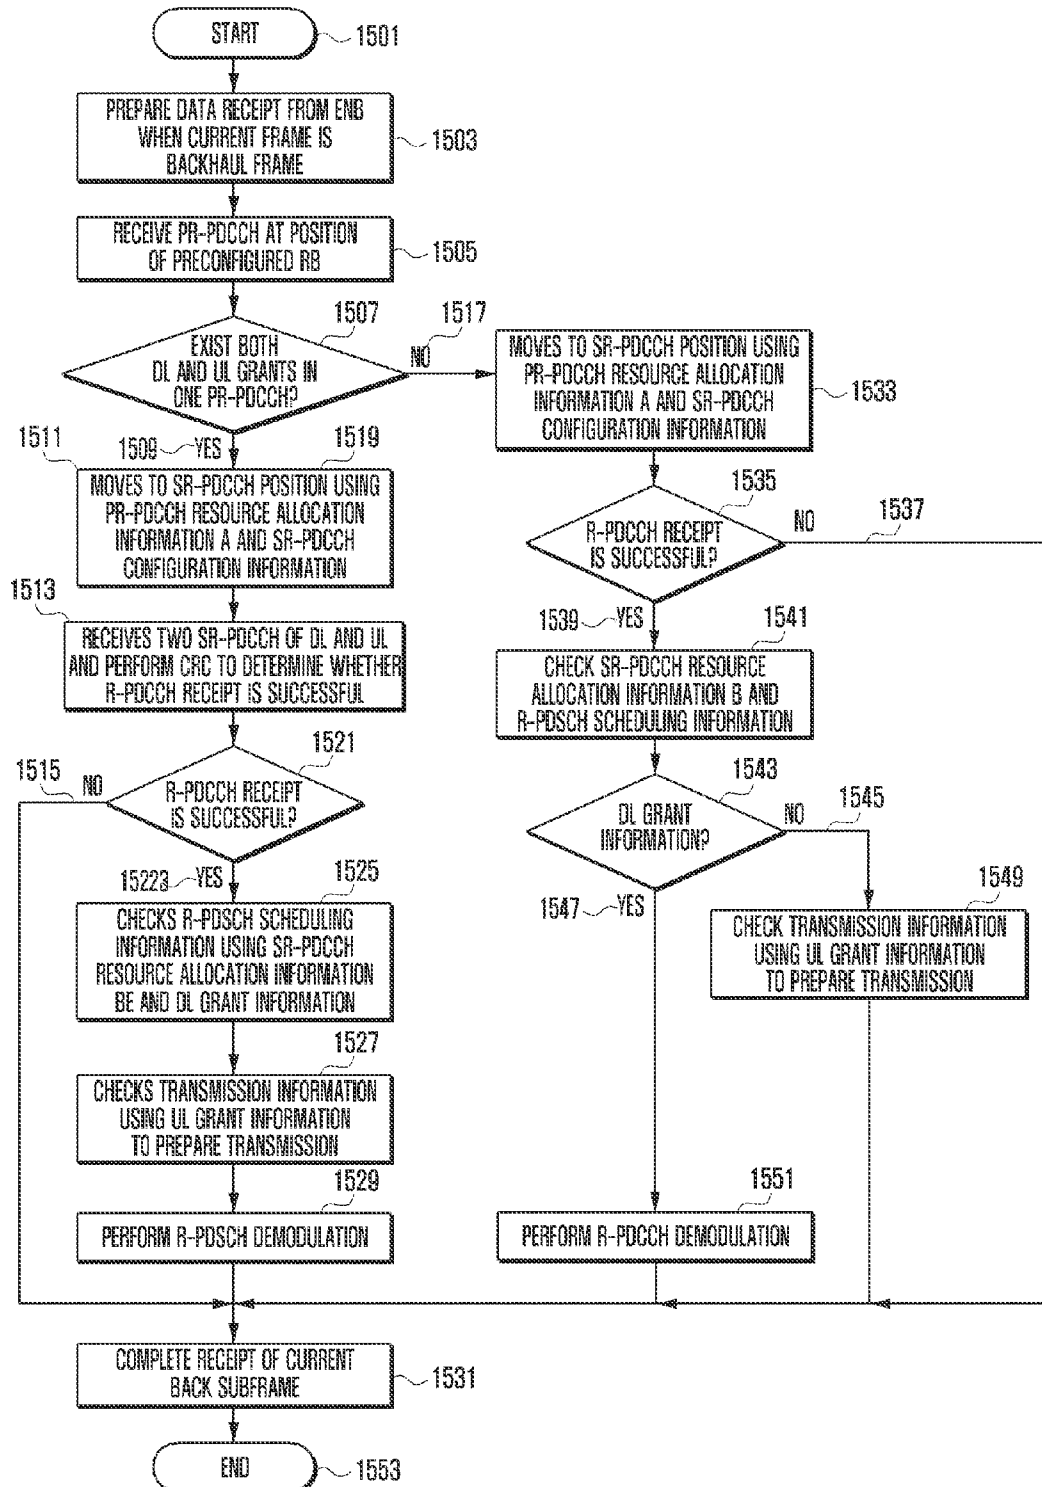 START
1501
PREPARE DATA RECEIPT FROM ENB
WHEN CURRENT FRAME IS
BACKHAUL FRAME
1503
RECEIVE PR-PDCCH AT POSITION
OF PRECONFIGURED RB
1505
1507
EXIST BOTH
DL AND UL GRANTS IN
ONE PR-PDCCH?
1517
NO
MOVES TO SR-PDCCH POSITION USING
PR-PDCCH RESOURCE ALLOCATION
INFORMATION A AND SR-PDCCH
CONFIGURATION INFORMATION
1533
1509
YES
1511
1519
MOVES TO SR-PDCCH POSITION USING
PR-PDCCH RESOURCE ALLOCATION
INFORMATION A AND SR-PDCCH
CONFIGURATION INFORMATION
1535
R-PDCCH RECEIPT
IS SUCCESSFUL?
NO
1537
1513
RECEIVES TWO SR-PDCCH OF DL AND UL
AND PERFORM CRC TO DETERMINE WHETHER
R-PDCCH RECEIPT IS SUCCESSFUL
1539
YES
1541
CHECK SR-PDCCH RESOURCE
ALLOCATION INFORMATION B AND
R-PDSCH SCHEDULING INFORMATION
1521
1515
NO
R-PDCCH RECEIPT
IS SUCCESSFUL?
1543
DL GRANT
INFORMATION?
NO
1545
15223
YES
1525
CHECKS R-PDSCH SCHEDULING
INFORMATION USING SR-PDCCH
RESOURCE ALLOCATION INFORMATION
BE AND DL GRANT INFORMATION
1547
YES
1549
CHECK TRANSMISSION INFORMATION
USING UL GRANT INFORMATION
TO PREPARE TRANSMISSION
1527
CHECKS TRANSMISSION INFORMATION
USING UL GRANT INFORMATION
TO PREPARE TRANSMISSION
1529
PERFORM R-PDSCH DEMODULATION
1551
PERFORM R-PDCCH DEMODULATION
COMPLETE RECEIPT OF CURRENT
BACK SUBFRAME
1531
END
1553